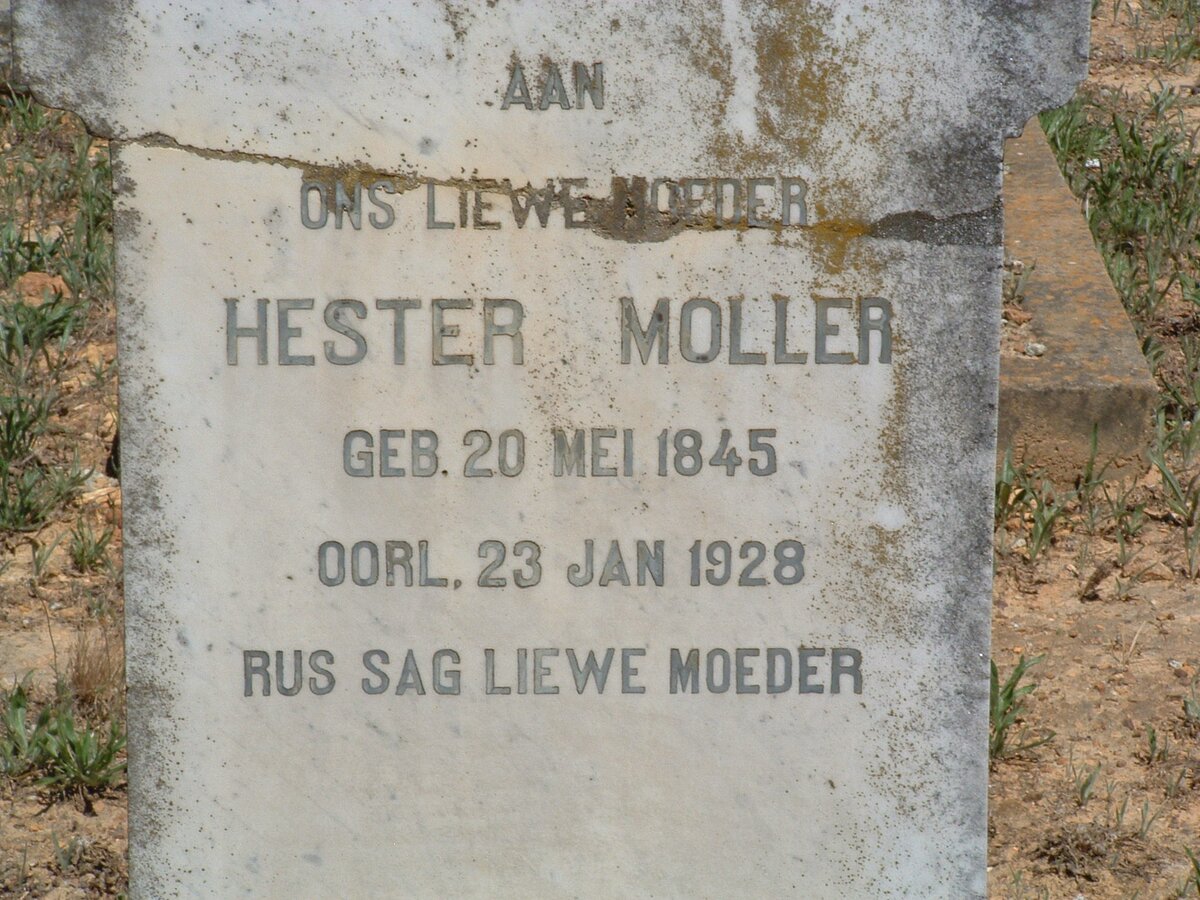 AAN
ONS LIEWE MOEDER
HESTER MOLLER
GEB. 20 MEI 1845
OORL, 23 JAN 1928
RUS SAG LIEWE MOEDER